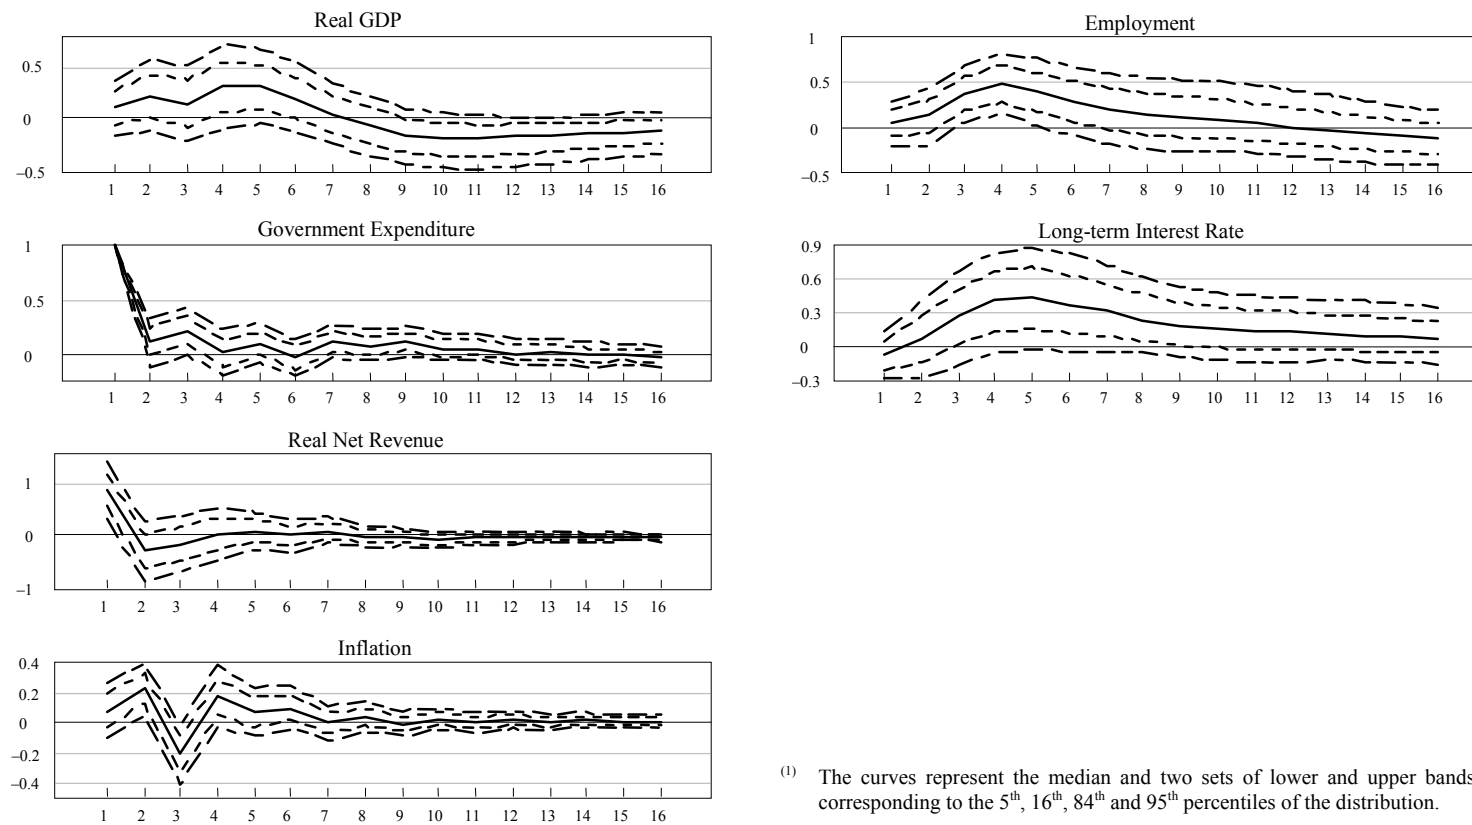 Real GDP
0.5
0
–0.5
1 2 3 4 5 6 7 8 9 10 11 12 13 14 15 16
Employment
1
0.5
0
–0.5
1 2 3 4 5 6 7 8 9 10 11 12 13 14 15 16
Government Expenditure
1
0.5
0
1 2 3 4 5 6 7 8 9 10 11 12 13 14 15 16
Long-term Interest Rate
0.9
0.6
0.3
0
–0.3
1 2 3 4 5 6 7 8 9 10 11 12 13 14 15 16
Real Net Revenue
1
0
–1
1 2 3 4 5 6 7 8 9 10 11 12 13 14 15 16
Inflation
0.4
0.2
0
–0.2
–0.4
1 2 3 4 5 6 7 8 9 10 11 12 13 14 15 16
(1) The curves represent the median and two sets of lower and upper bands
corresponding to the 5th, 16th, 84th and 95th percentiles of the distribution.